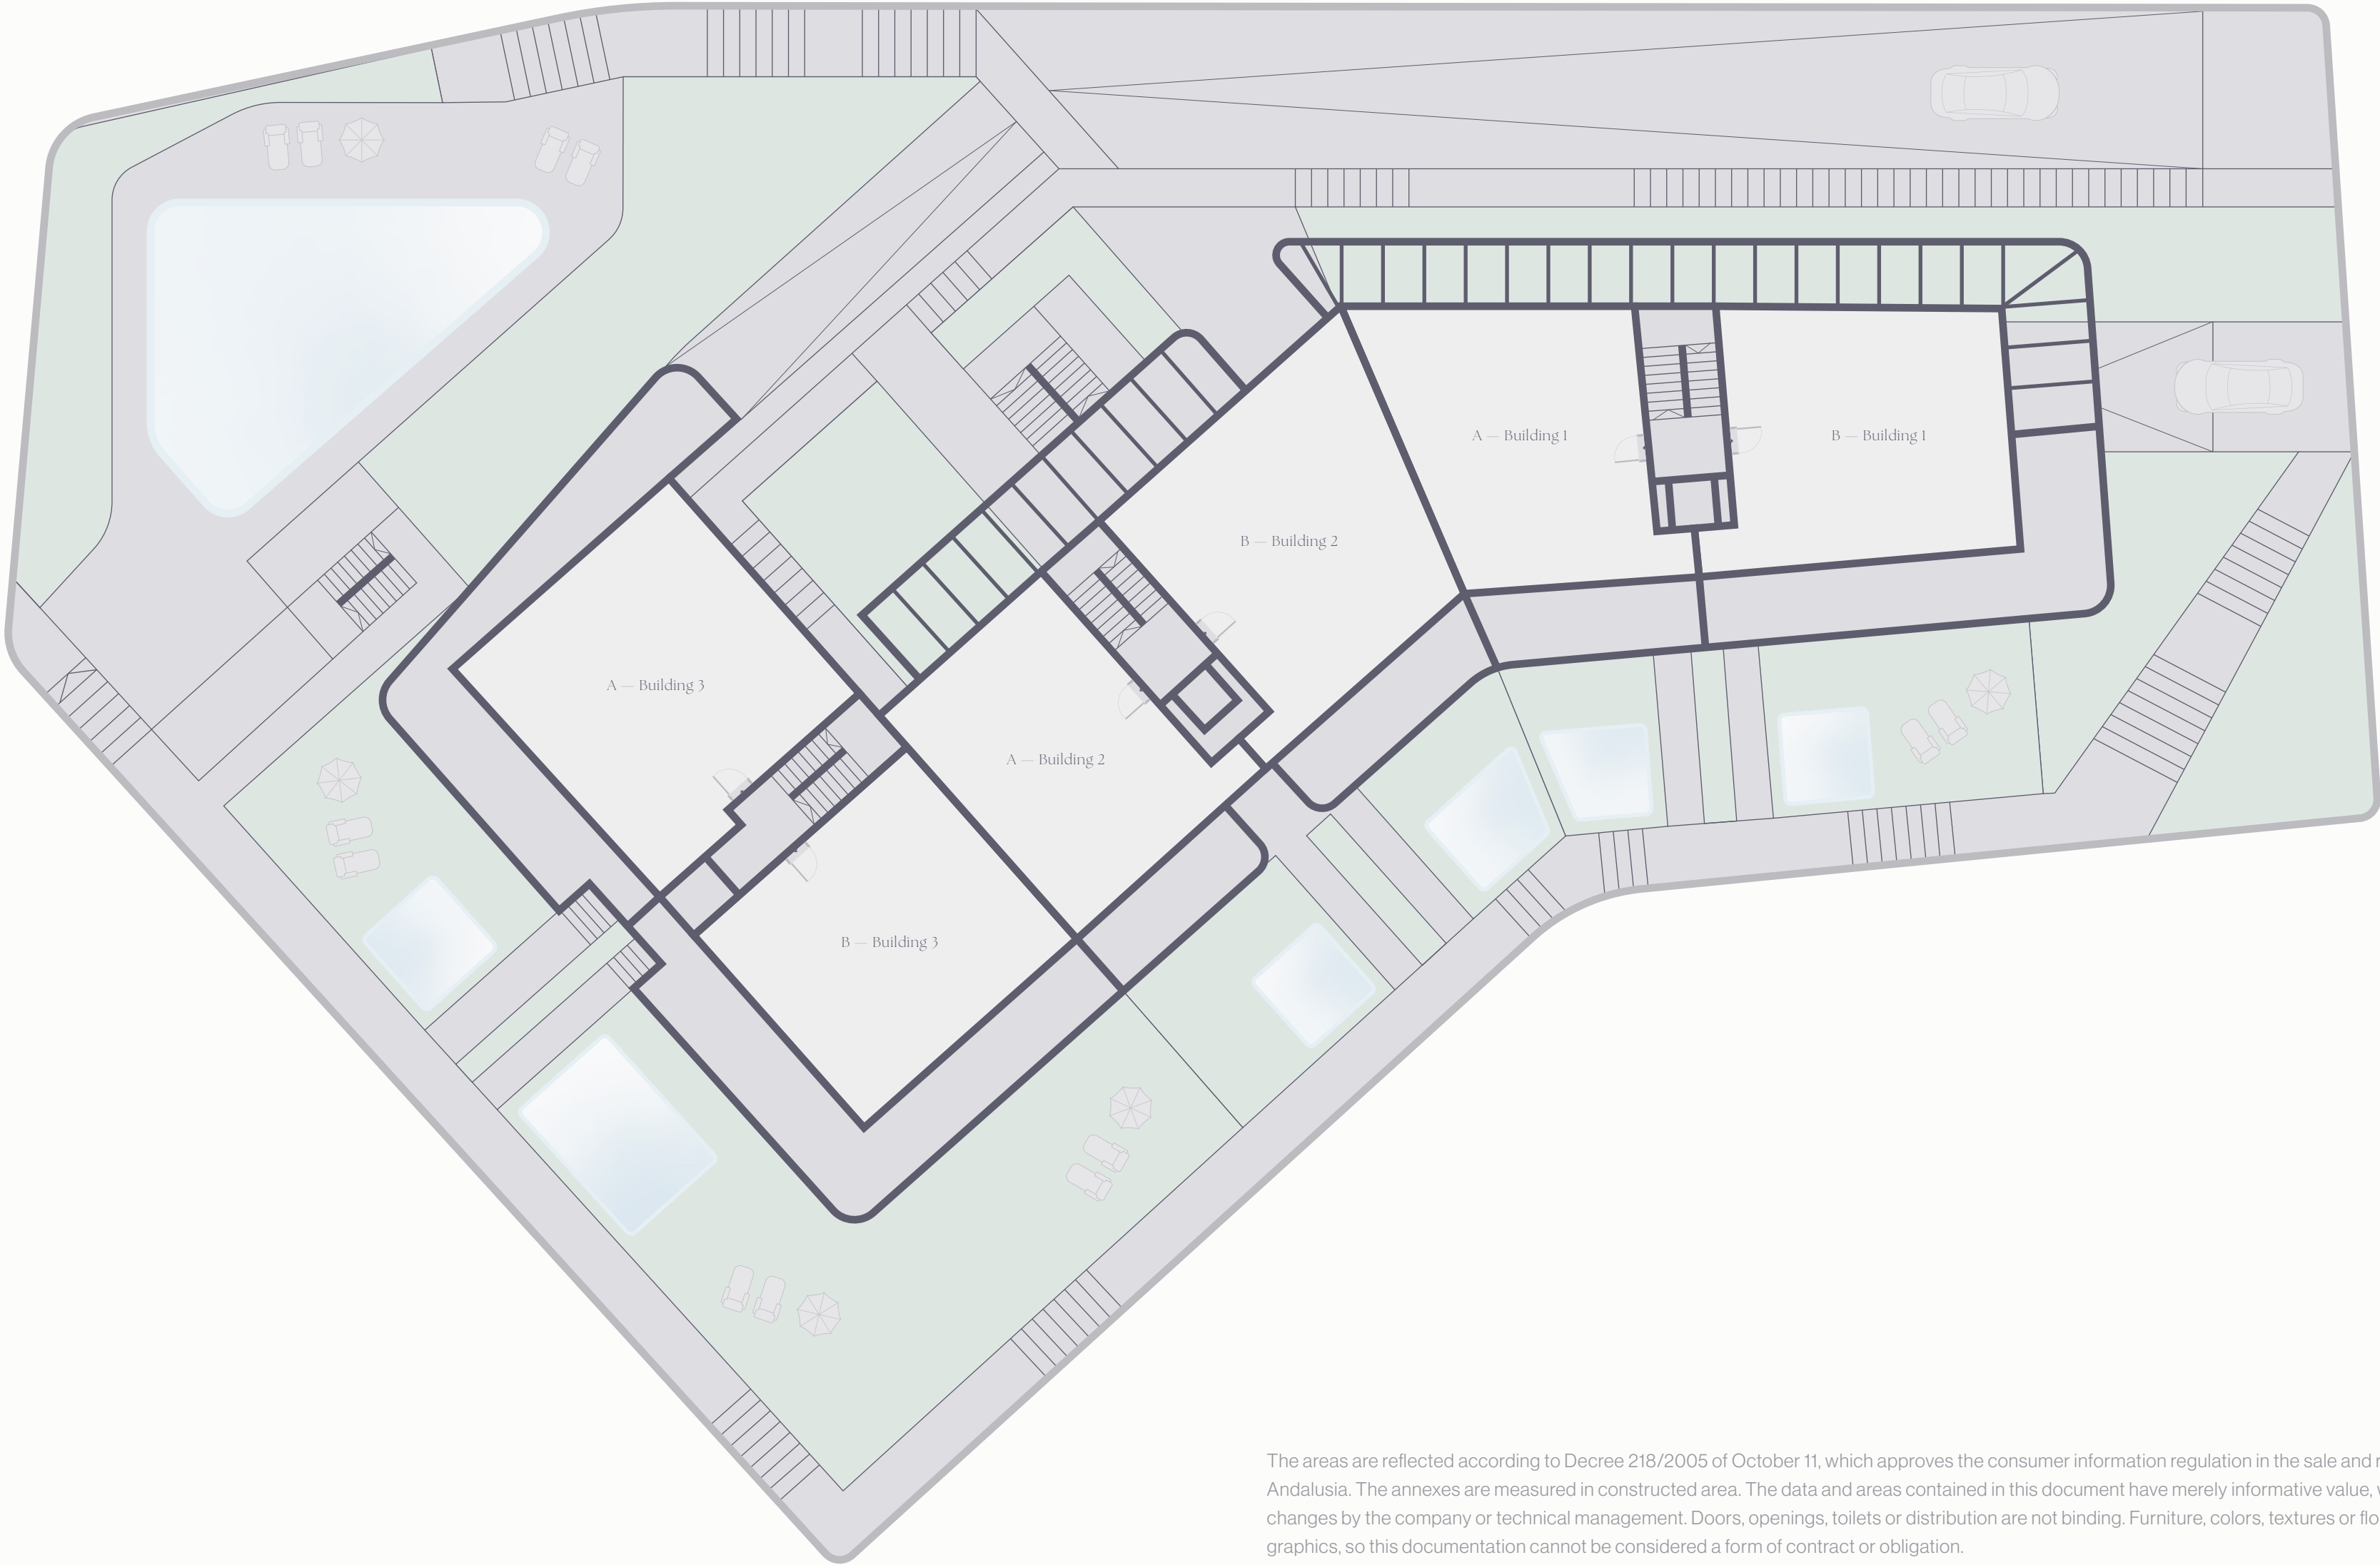 A — Building 1
B — Building 1
B — Building 2
A — Building 3
A — Building 2
B — Building 3
The areas are reflected according to Decree 218/2005 of October 11, which approves the consumer information regulation in the sale and
Andalusia. The annexes are measured in constructed area. The data and areas contained in this document have merely informative value,
changes by the company or technical management. Doors, openings, toilets or distribution are not binding. Furniture, colors, textures or
graphics, so this documentation cannot be considered a form of contract or obligation.